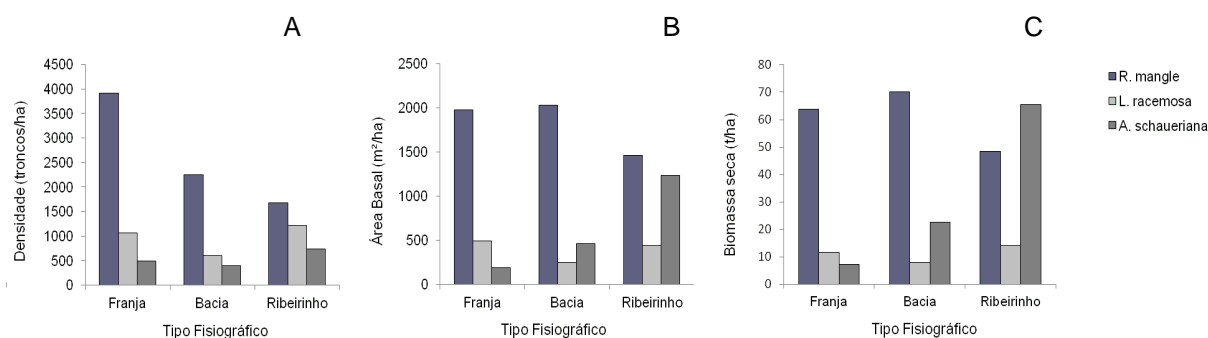 A
Densidade (troncos/ha)
5000
4500
4000
3500
3000
2500
2000
1500
1000
500
0
Franja Bacia Ribeirinho
Tipo Fisiográfico
B
Área Basal (m²/ha)
2500
2000
1500
1000
500
0
Franja Bacia Ribeirinho
Tipo Fisiográfico
C
Biomassa seca (t/ha)
80
70
60
50
40
30
20
10
0
Franja Bacia Ribeirinho
Tipo Fisiográfico
R. mangle
L. racemosa
A. schaueriana